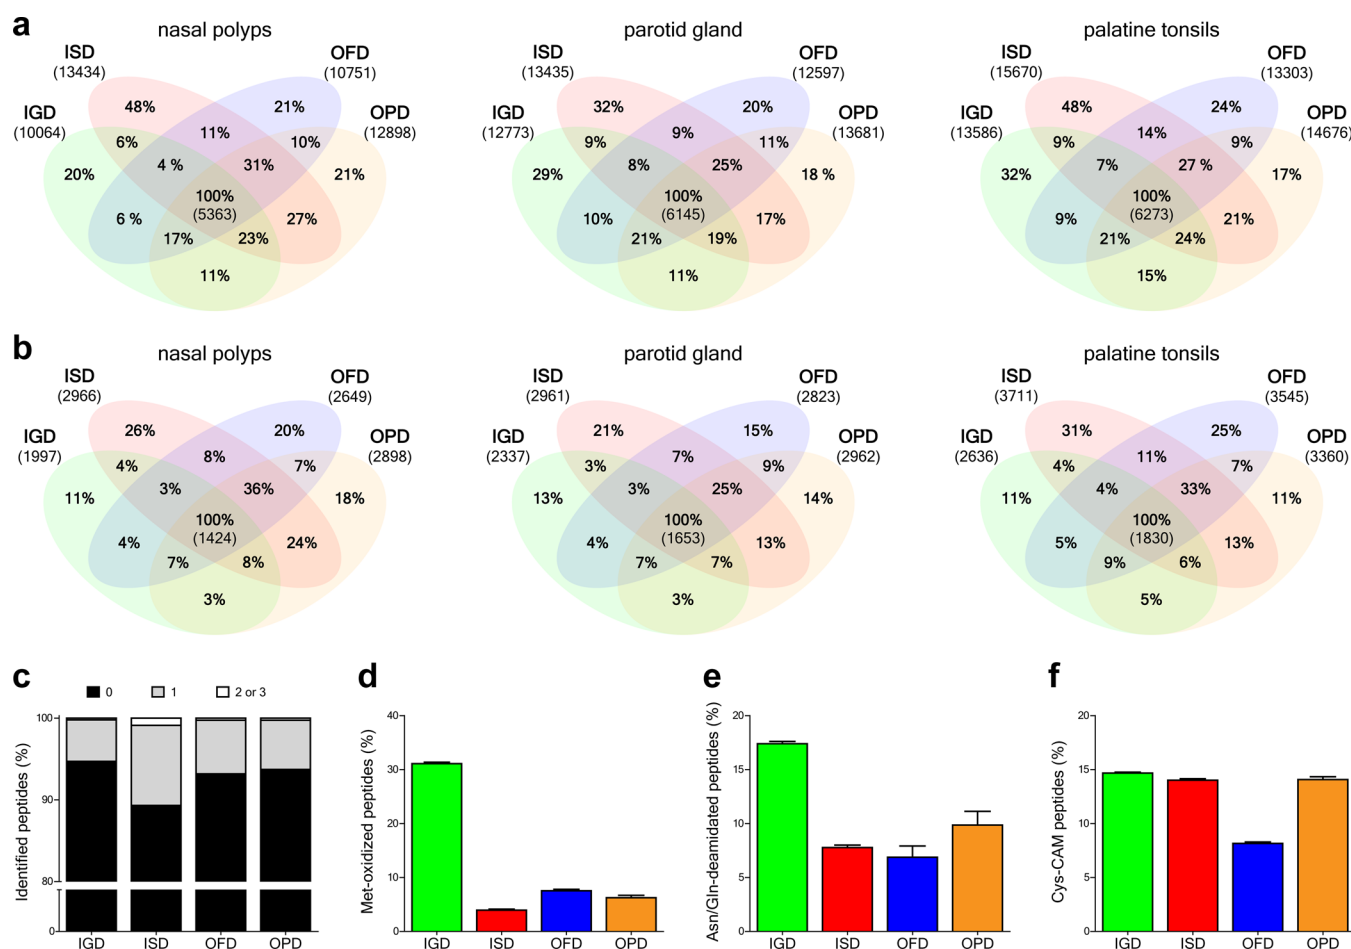 a
nasal polyps
parotid gland
palatine tonsils
ISD
(13434)
OFD
(10751)
IGD
(10064)
OPD
(12898)
48%
21%
11%
6%
10%
4 %
31%
20%
21%
100%
(5363)
6 %
27%
17%
23%
11%
ISD
(13435)
OFD
(12597)
IGD
(12773)
OPD
(13681)
32%
20%
9%
9%
11%
8%
25%
29%
18 %
100%
(6145)
10%
17%
21%
19%
11%
ISD
(15670)
OFD
(13303)
IGD
(13586)
OPD
(14676)
48%
24%
14%
9%
9%
7%
27 %
32%
17%
100%
(6273)
9%
21%
21%
24%
15%
b
nasal polyps
parotid gland
palatine tonsils
ISD
(2966)
OFD
(2649)
IGD
(1997)
OPD
(2898)
26%
20%
8%
4%
7%
3%
36%
11%
18%
100%
(1424)
4%
24%
7%
8%
3%
ISD
(2961)
OFD
(2823)
IGD
(2337)
OPD
(2962)
21%
15%
7%
3%
9%
3%
25%
13%
14%
100%
(1653)
4%
13%
7%
7%
3%
ISD
(3711)
OFD
(3545)
IGD
(2636)
OPD
(3360)
31%
25%
11%
4%
7%
4%
33%
11%
11%
100%
(1830)
5%
13%
9%
6%
5%
c
0
1
2 or 3
Identified peptides (%)
100
90
80
0
IGD
ISD
OFD
OPD
d
Met-oxidized peptides (%)
40
30
20
10
0
IGD
ISD
OFD
OPD
e
Asn/Gln-deamidated peptides (%)
20
15
10
5
0
IGD
ISD
OFD
OPD
f
Cys-CAM peptides (%)
20
15
10
5
0
IGD
ISD
OFD
OPD